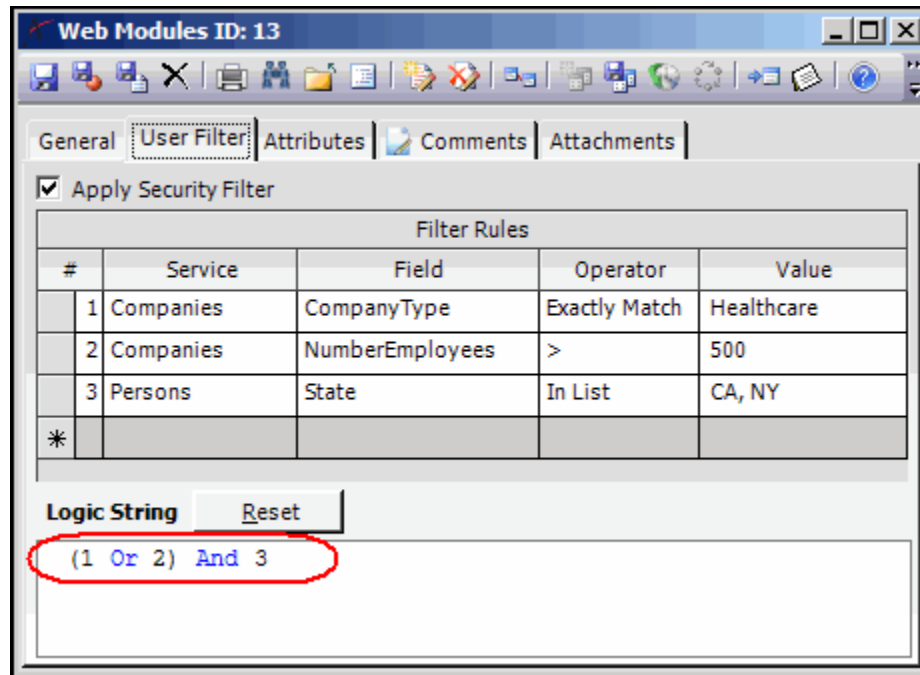 Web Modules ID: 13
General User Filter Attributes Comments Attachments
Apply Security Filter
Filter Rules
# Service Field Operator Value
1 Companies CompanyType Exactly Match Healthcare
2 Companies NumberEmployees > 500
3 Persons State In List CA, NY
Logic String Reset
(1 Or 2) And 3